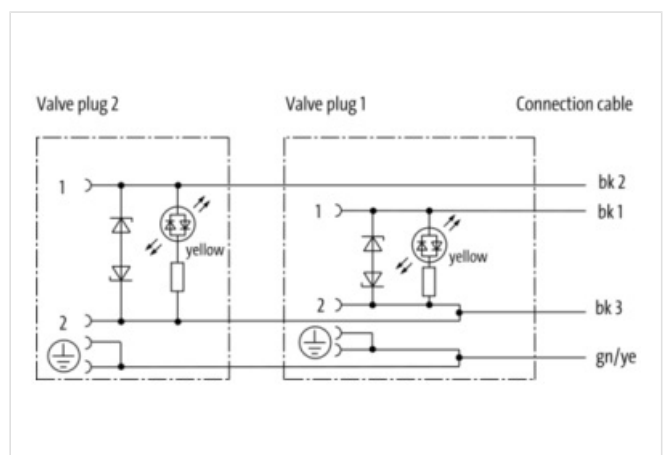 Valve plug 2
Valve plug 1
Connection cable
1
bk 2
1
bk 1
yellow
yellow
2
bk 3
2
gn/ye